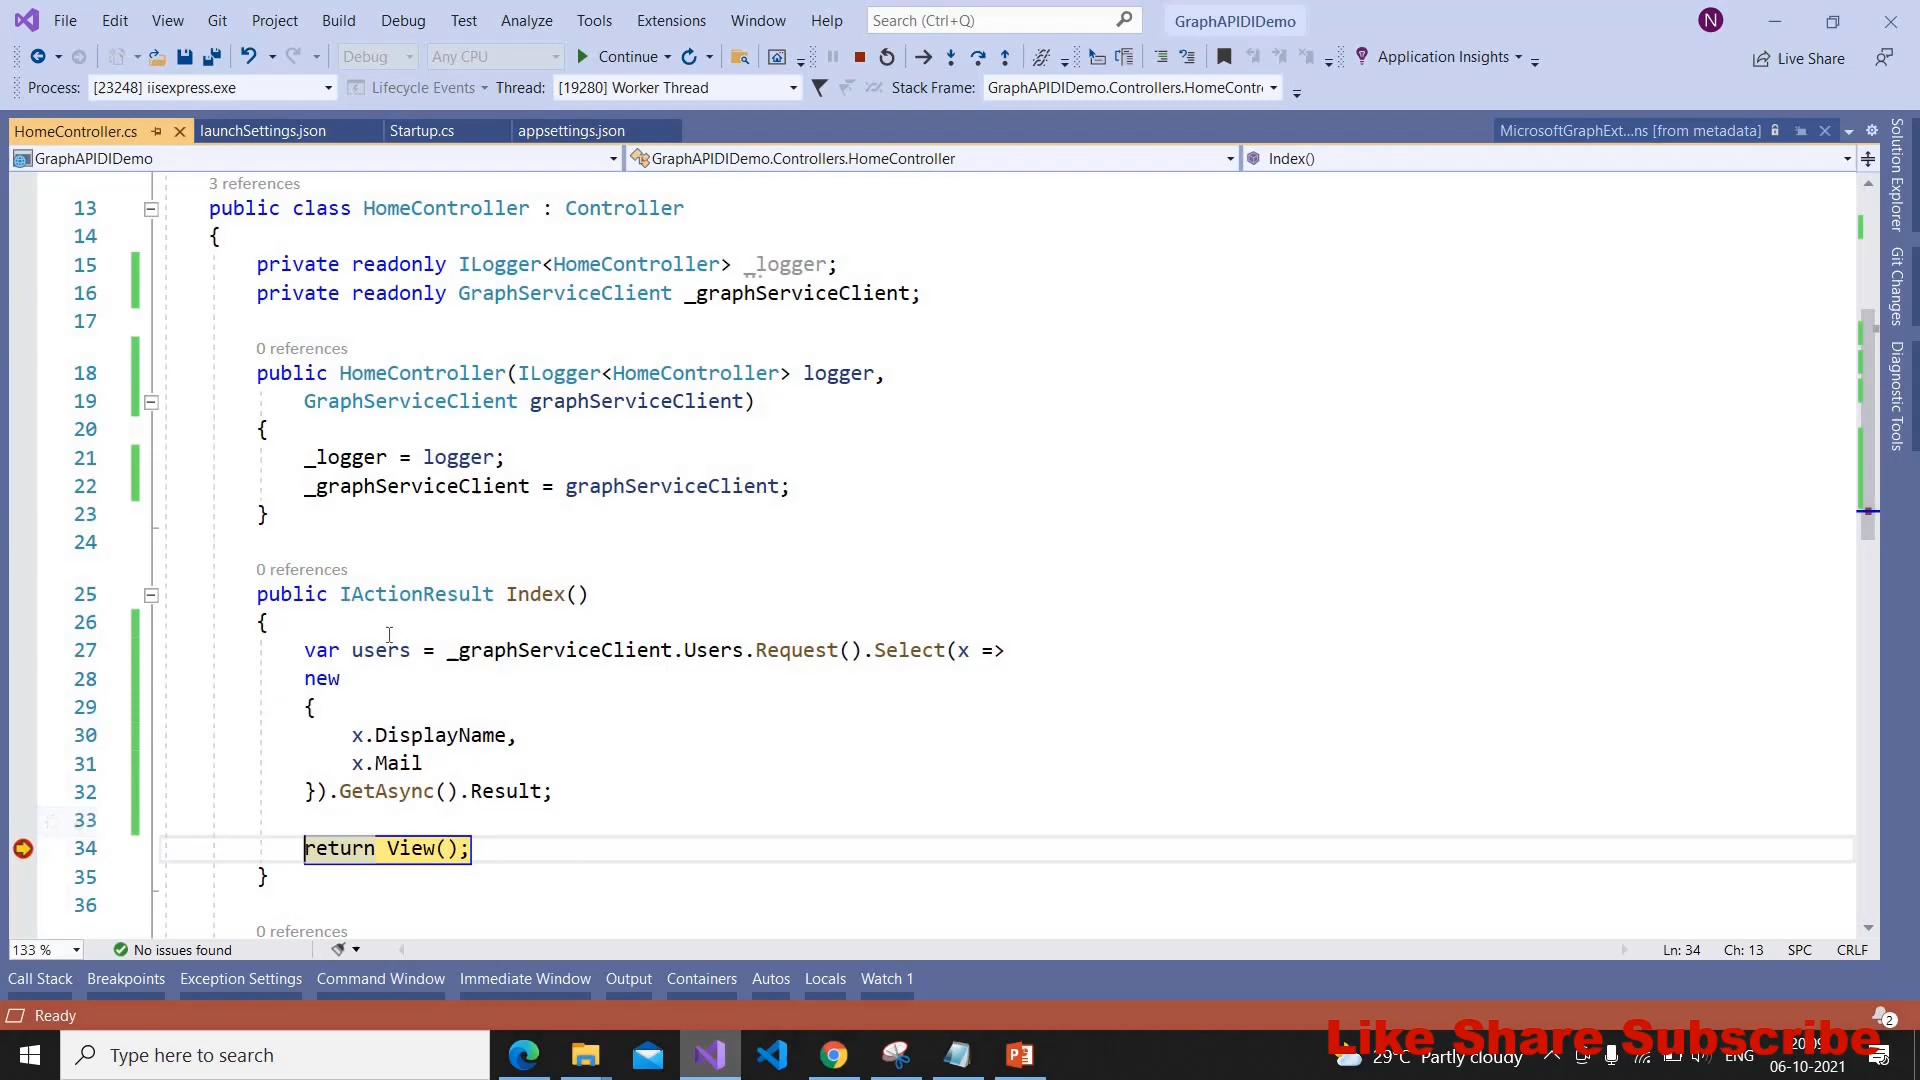 File Edit View Git Project Build Debug Test Analyze Tools Extensions Window Help Search (Ctrl+Q) GraphAPIDIDemo N
Debug Any CPU Continue Application Insights Live Share
Process: [23248] iisexpress.exe Lifecycle Events Thread: [19280] Worker Thread Stack Frame: GraphAPIDIDemo.Controllers.HomeContr
HomeController.cs launchSettings.json Startup.cs appsettings.json MicrosoftGraphExt...ns [from metadata]
GraphAPIDIDemo GraphAPIDIDemo.Controllers.HomeController Index()
3 references
13 public class HomeController : Controller
14 {
15 private readonly ILogger<HomeController> _logger;
16 private readonly GraphServiceClient _graphServiceClient;
17
0 references
18 public HomeController(ILogger<HomeController> logger,
19 GraphServiceClient graphServiceClient)
20 {
21 _logger = logger;
22 _graphServiceClient = graphServiceClient;
23 }
24
0 references
25 public IActionResult Index()
26 {
27 var users = _graphServiceClient.Users.Request().Select(x =>
28 new
29 {
30 x.DisplayName,
31 x.Mail
32 }).GetAsync().Result;
33
34 return View();
35 }
36
0 references
Solution Explorer
Git Changes
Diagnostic Tools
133 % No issues found Ln: 34 Ch: 13 SPC CRLF
Call Stack Breakpoints Exception Settings Command Window Immediate Window Output Containers Autos Locals Watch 1
Ready 2
Like Share Subscribe
Type here to search 29°C Partly cloudy ENG
06-10-2021